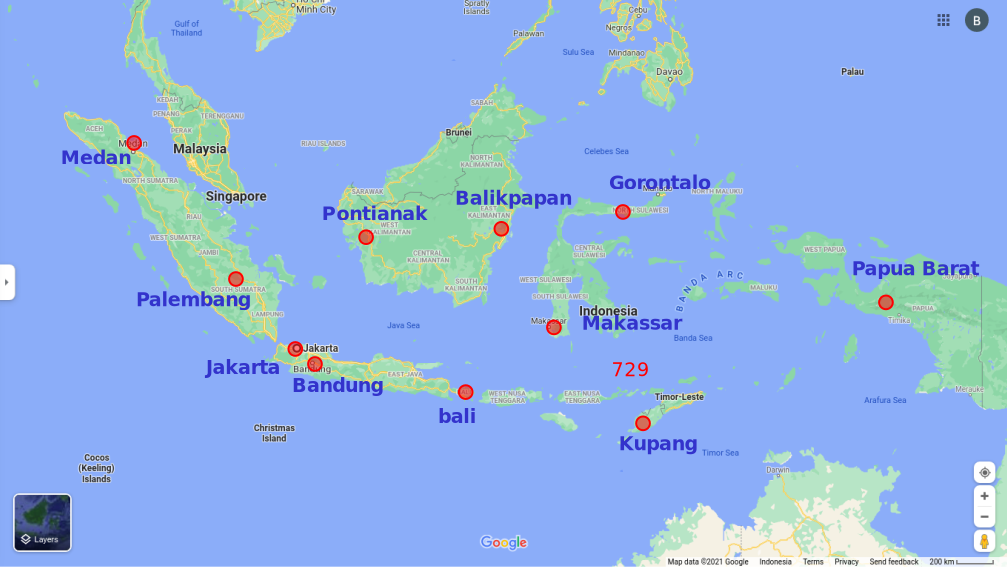 Ho Chi
Minh City
Spratly
Islands
Cebu
Negros
Gulf of
Thailand
Palawan
Sulu Sea
Mindanao
Davao
Palau
B
KEDAH
PENANG
TERENGGANU
PERAK
ACEH
SABAH
Brunei
Medan
Medan
Malaysia
RIAU ISLANDS
Celebes Sea
NORTH
KALIMANTAN
NORTH SUMATRA
Singapore
SARAWAK
Balikpapan
Gorontalo
Manado
NORTH MALUKU
Pontianak
EAST
KALIMANTAN
NORTH SULAWESI
RIAU
WEST
KALIMANTAN
WEST SUMATRA
JAMBI
CENTRAL
KALIMANTAN
CENTRAL
SULAWESI
WEST PAPUA
Papua Barat
BANDA ARC
Jayapura
SOUTH
KALIMANTAN
WEST SULAWESI
MALUKU
SOUTH SUMATRA
Palembang
SOUTH SULAWESI
PAPUA
LAMPUNG
Indonesia
Makassar
Makassar
Timika
Java Sea
Banda Sea
Jakarta
Jakarta
Bandung
Bandung
EAST JAVA
729
WEST NUSA
TENGGARA
EAST NUSA
TENGGARA
Timor-Leste
Merauke
Arafura Sea
bali
Christmas
Island
Kupang
Timor Sea
Cocos
(Keeling)
Islands
Darwin
Layers
Google
Map data ©2021 Google Indonesia Terms Privacy Send feedback 200 km